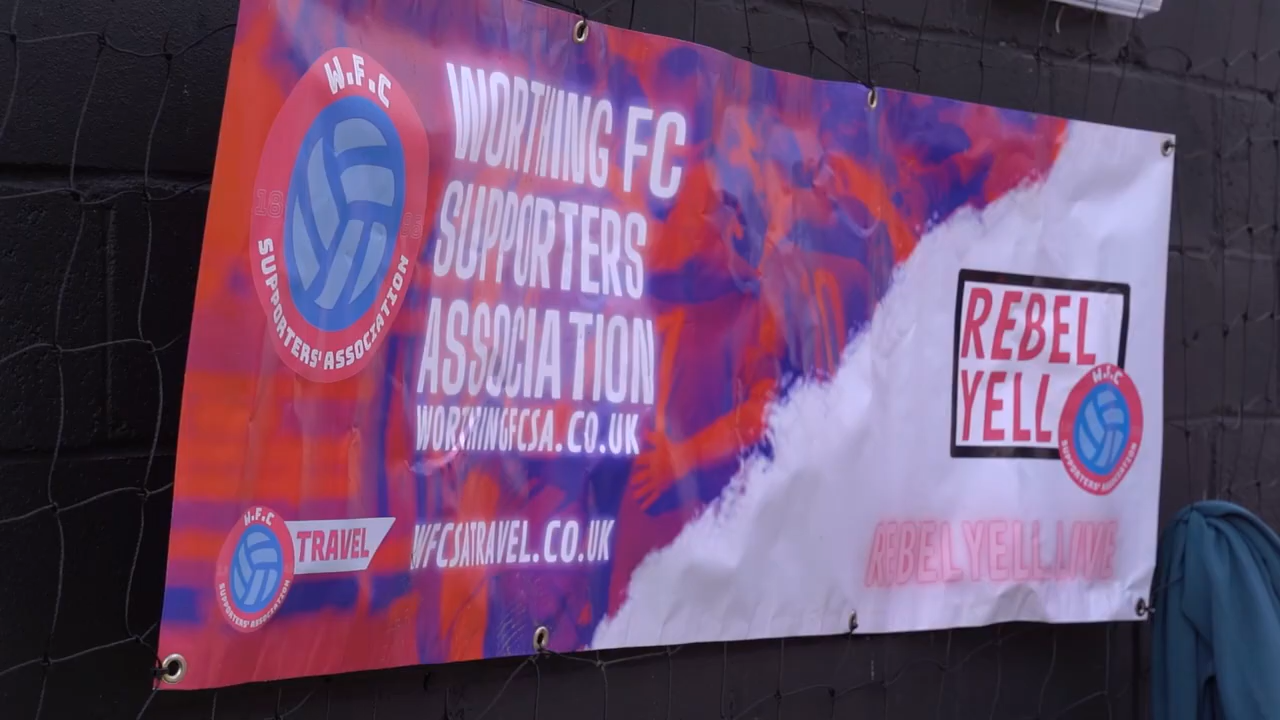 W.F.C
18
SUPPORTERS' ASSOCIATION
WORTHING FC
SUPPORTERS
ASSOCIATION
WORTHINGFCSA.CO.UK
W.F.C
SUPPORTERS' ASSOCIATION
TRAVEL
WFCSATRAVEL.CO.UK
REBEL
YELL
W.F.C
SUPPORTERS' ASSOCIATION
REBELYELL.LIVE